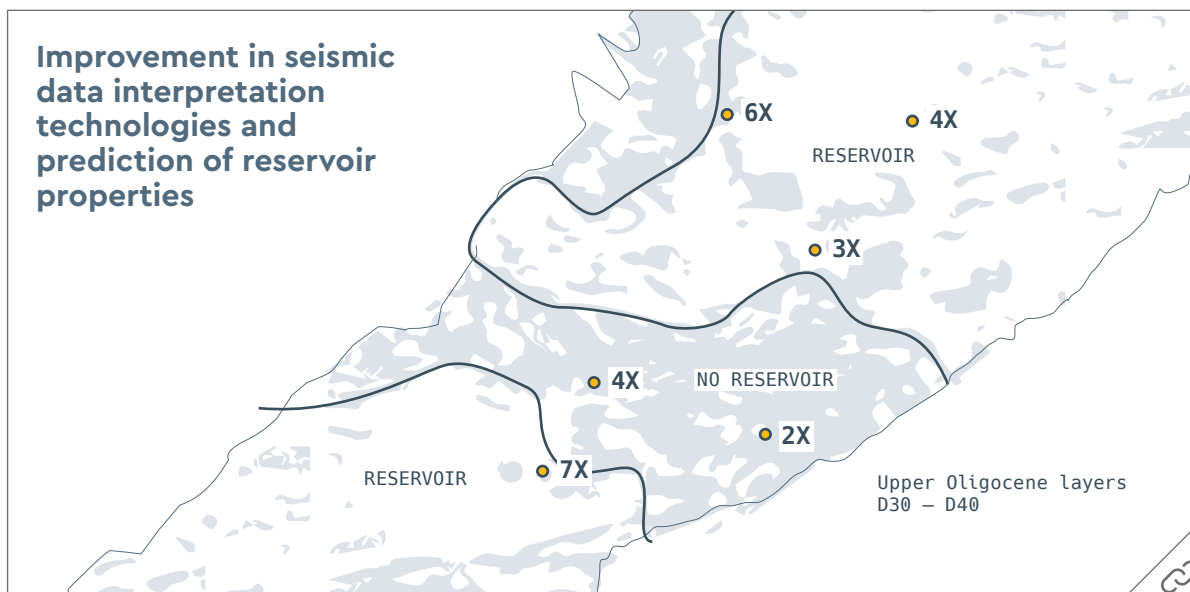 Improvement in seismic
data interpretation
technologies and
prediction of reservoir
properties
6X
4X
RESERVOIR
3X
4X
NO RESERVOIR
2X
RESERVOIR
7X
Upper Oligocene layers
D30 – D40